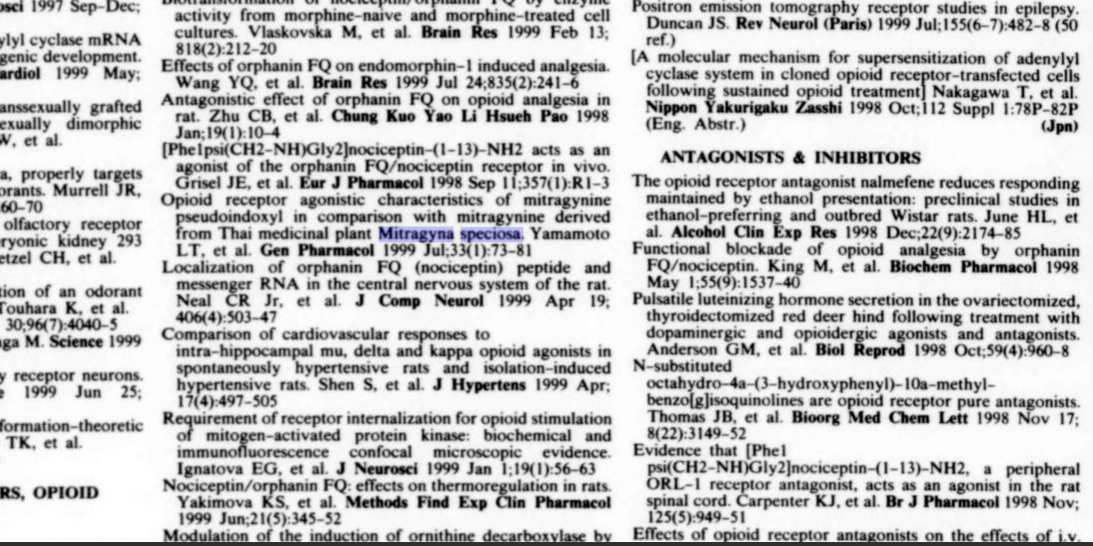 osci 1997 Sep-Dec;
ylyl cyclase mRNA
genic development.
ardiol 1999 May;
anssexually grafted
exually dimorphic
W, et al.
a, properly targets
orants. Murrell JR,
60-70
olfactory receptor
ryonic kidney 293
etzel CH, et al.
tion of an odorant
Touhara K, et al.
30;96(7):4040-5
ga M. Science 1999
y receptor neurons.
e 1999 Jun 25;
formation-theoretic
TK, et al.
RS, OPIOID
activity from morphine-naive and morphine-treated cell
cultures. Vlaskovska M, et al. Brain Res 1999 Feb 13;
818(2):212-20
Effects of orphanin FQ on endomorphin-1 induced analgesia.
Wang YQ, et al. Brain Res 1999 Jul 24;835(2):241-6
Antagonistic effect of orphanin FQ on opioid analgesia in
rat. Zhu CB, et al. Chung Kuo Yao Li Hsueh Pao 1998
Jan;19(1):10-4
[Phe1psi(CH2-NH)Gly2]nociceptin-(1-13)-NH2 acts as an
agonist of the orphanin FQ/nociceptin receptor in vivo.
Grisel JE, et al. Eur J Pharmacol 1998 Sep 11;357(1):R1-3
Opioid receptor agonistic characteristics of mitragynine
pseudoindoxyl in comparison with mitragynine derived
from Thai medicinal plant Mitragyna speciosa. Yamamoto
LT, et al. Gen Pharmacol 1999 Jul;33(1):73-81
Localization of orphanin FQ (nociceptin) peptide and
messenger RNA in the central nervous system of the rat.
Neal CR Jr, et al. J Comp Neurol 1999 Apr 19;
406(4):503-47
Comparison of cardiovascular responses to
intra-hippocampal mu, delta and kappa opioid agonists in
spontaneously hypertensive rats and isolation-induced
hypertensive rats. Shen S, et al. J Hypertens 1999 Apr;
17(4):497-505
Requirement of receptor internalization for opioid stimulation
of mitogen-activated protein kinase: biochemical and
immunofluorescence confocal microscopic evidence.
Ignatova EG, et al. J Neurosci 1999 Jan 1;19(1):56-63
Nociceptin/orphanin FQ: effects on thermoregulation in rats.
Yakimova KS, et al. Methods Find Exp Clin Pharmacol
1999 Jun;21(5):345-52
Modulation of the induction of ornithine decarboxylase by
Positron emission tomography receptor studies in epilepsy.
Duncan JS. Rev Neurol (Paris) 1999 Jul;155(6-7):482-8 (50
ref.)
[A molecular mechanism for supersensitization of adenylyl
cyclase system in cloned opioid receptor-transfected cells
following sustained opioid treatment] Nakagawa T, et al.
Nippon Yakurigaku Zasshi 1998 Oct;112 Suppl 1:78P-82P
(Eng. Abstr.) (Jpn)
ANTAGONISTS & INHIBITORS
The opioid receptor antagonist nalmefene reduces responding
maintained by ethanol presentation: preclinical studies in
ethanol-preferring and outbred Wistar rats. June HL, et
al. Alcohol Clin Exp Res 1998 Dec;22(9):2174-85
Functional blockade of opioid analgesia by orphanin
FQ/nociceptin. King M, et al. Biochem Pharmacol 1998
May 1;55(9):1537-40
Pulsatile luteinizing hormone secretion in the ovariectomized,
thyroidectomized red deer hind following treatment with
dopaminergic and opioidergic agonists and antagonists.
Anderson GM, et al. Biol Reprod 1998 Oct;59(4):960-8
N-substituted
octahydro-4a-(3-hydroxyphenyl)-10a-methyl-
benzo[g]isoquinolines are opioid receptor pure antagonists.
Thomas JB, et al. Bioorg Med Chem Lett 1998 Nov 17;
8(22):3149-52
Evidence that [Phe1
psi(CH2-NH)Gly2]nociceptin-(1-13)-NH2, a peripheral
ORL-1 receptor antagonist, acts as an agonist in the rat
spinal cord. Carpenter KJ, et al. Br J Pharmacol 1998 Nov;
125(5):949-51
Effects of opioid receptor antagonists on the effects of i.v.